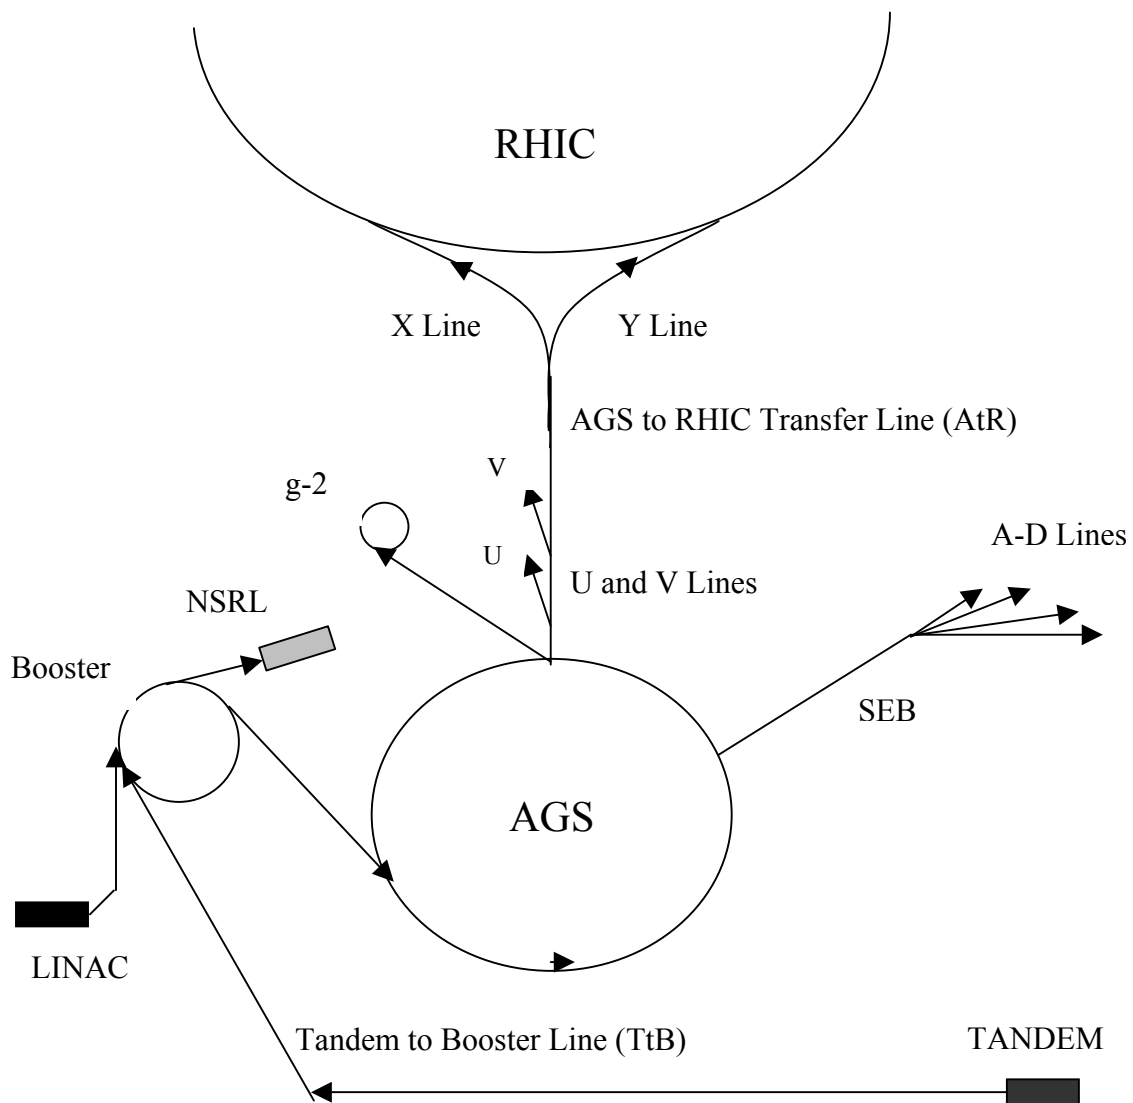 RHIC
X Line
Y Line
AGS to RHIC Transfer Line (AtR)
V
g-2
A-D Lines
U
U and V Lines
NSRL
Booster
SEB
AGS
LINAC
Tandem to Booster Line (TtB)
TANDEM